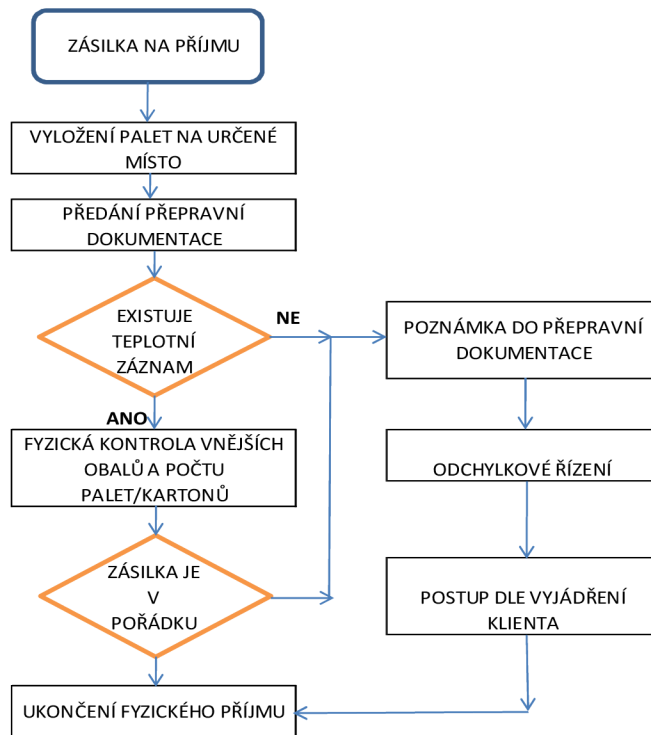 ZÁSILKA NA PŘÍJMU
VYLOŽENÍ PALET NA URČENÉ
MÍSTO
PŘEDÁNÍ PŘEPRAVNÍ
DOKUMENTACE
EXISTUJE
TEPLOTNÍ
ZÁZNAM
NE
POZNÁMKA DO PŘEPRAVNÍ
DOKUMENTACE
ANO
FYZICKÁ KONTROLA VNĚJŠÍCH
OBALŮ A POČTU
PALET/KARTONŮ
ODCHYLKOVÉ ŘÍZENÍ
ZÁSILKA JE
V
POŘÁDKU
POSTUP DLE VYJÁDŘENÍ
KLIENTA
UKONČENÍ FYZICKÉHO PŘÍJMU